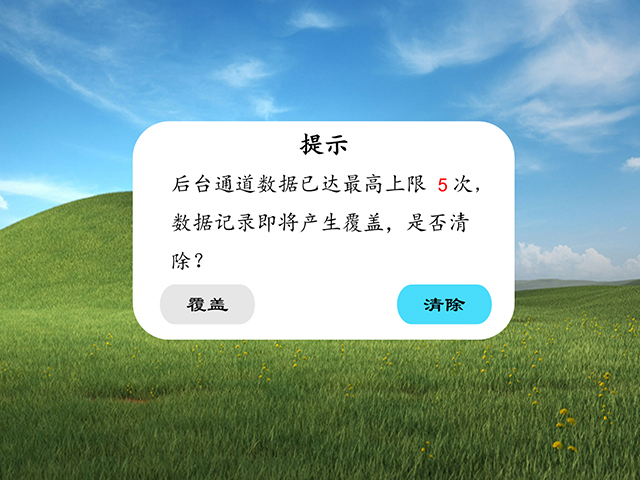 提示
后台通道数据已达最高上限 5 次，
数据记录即将产生覆盖，是否清
除？
覆盖
清除